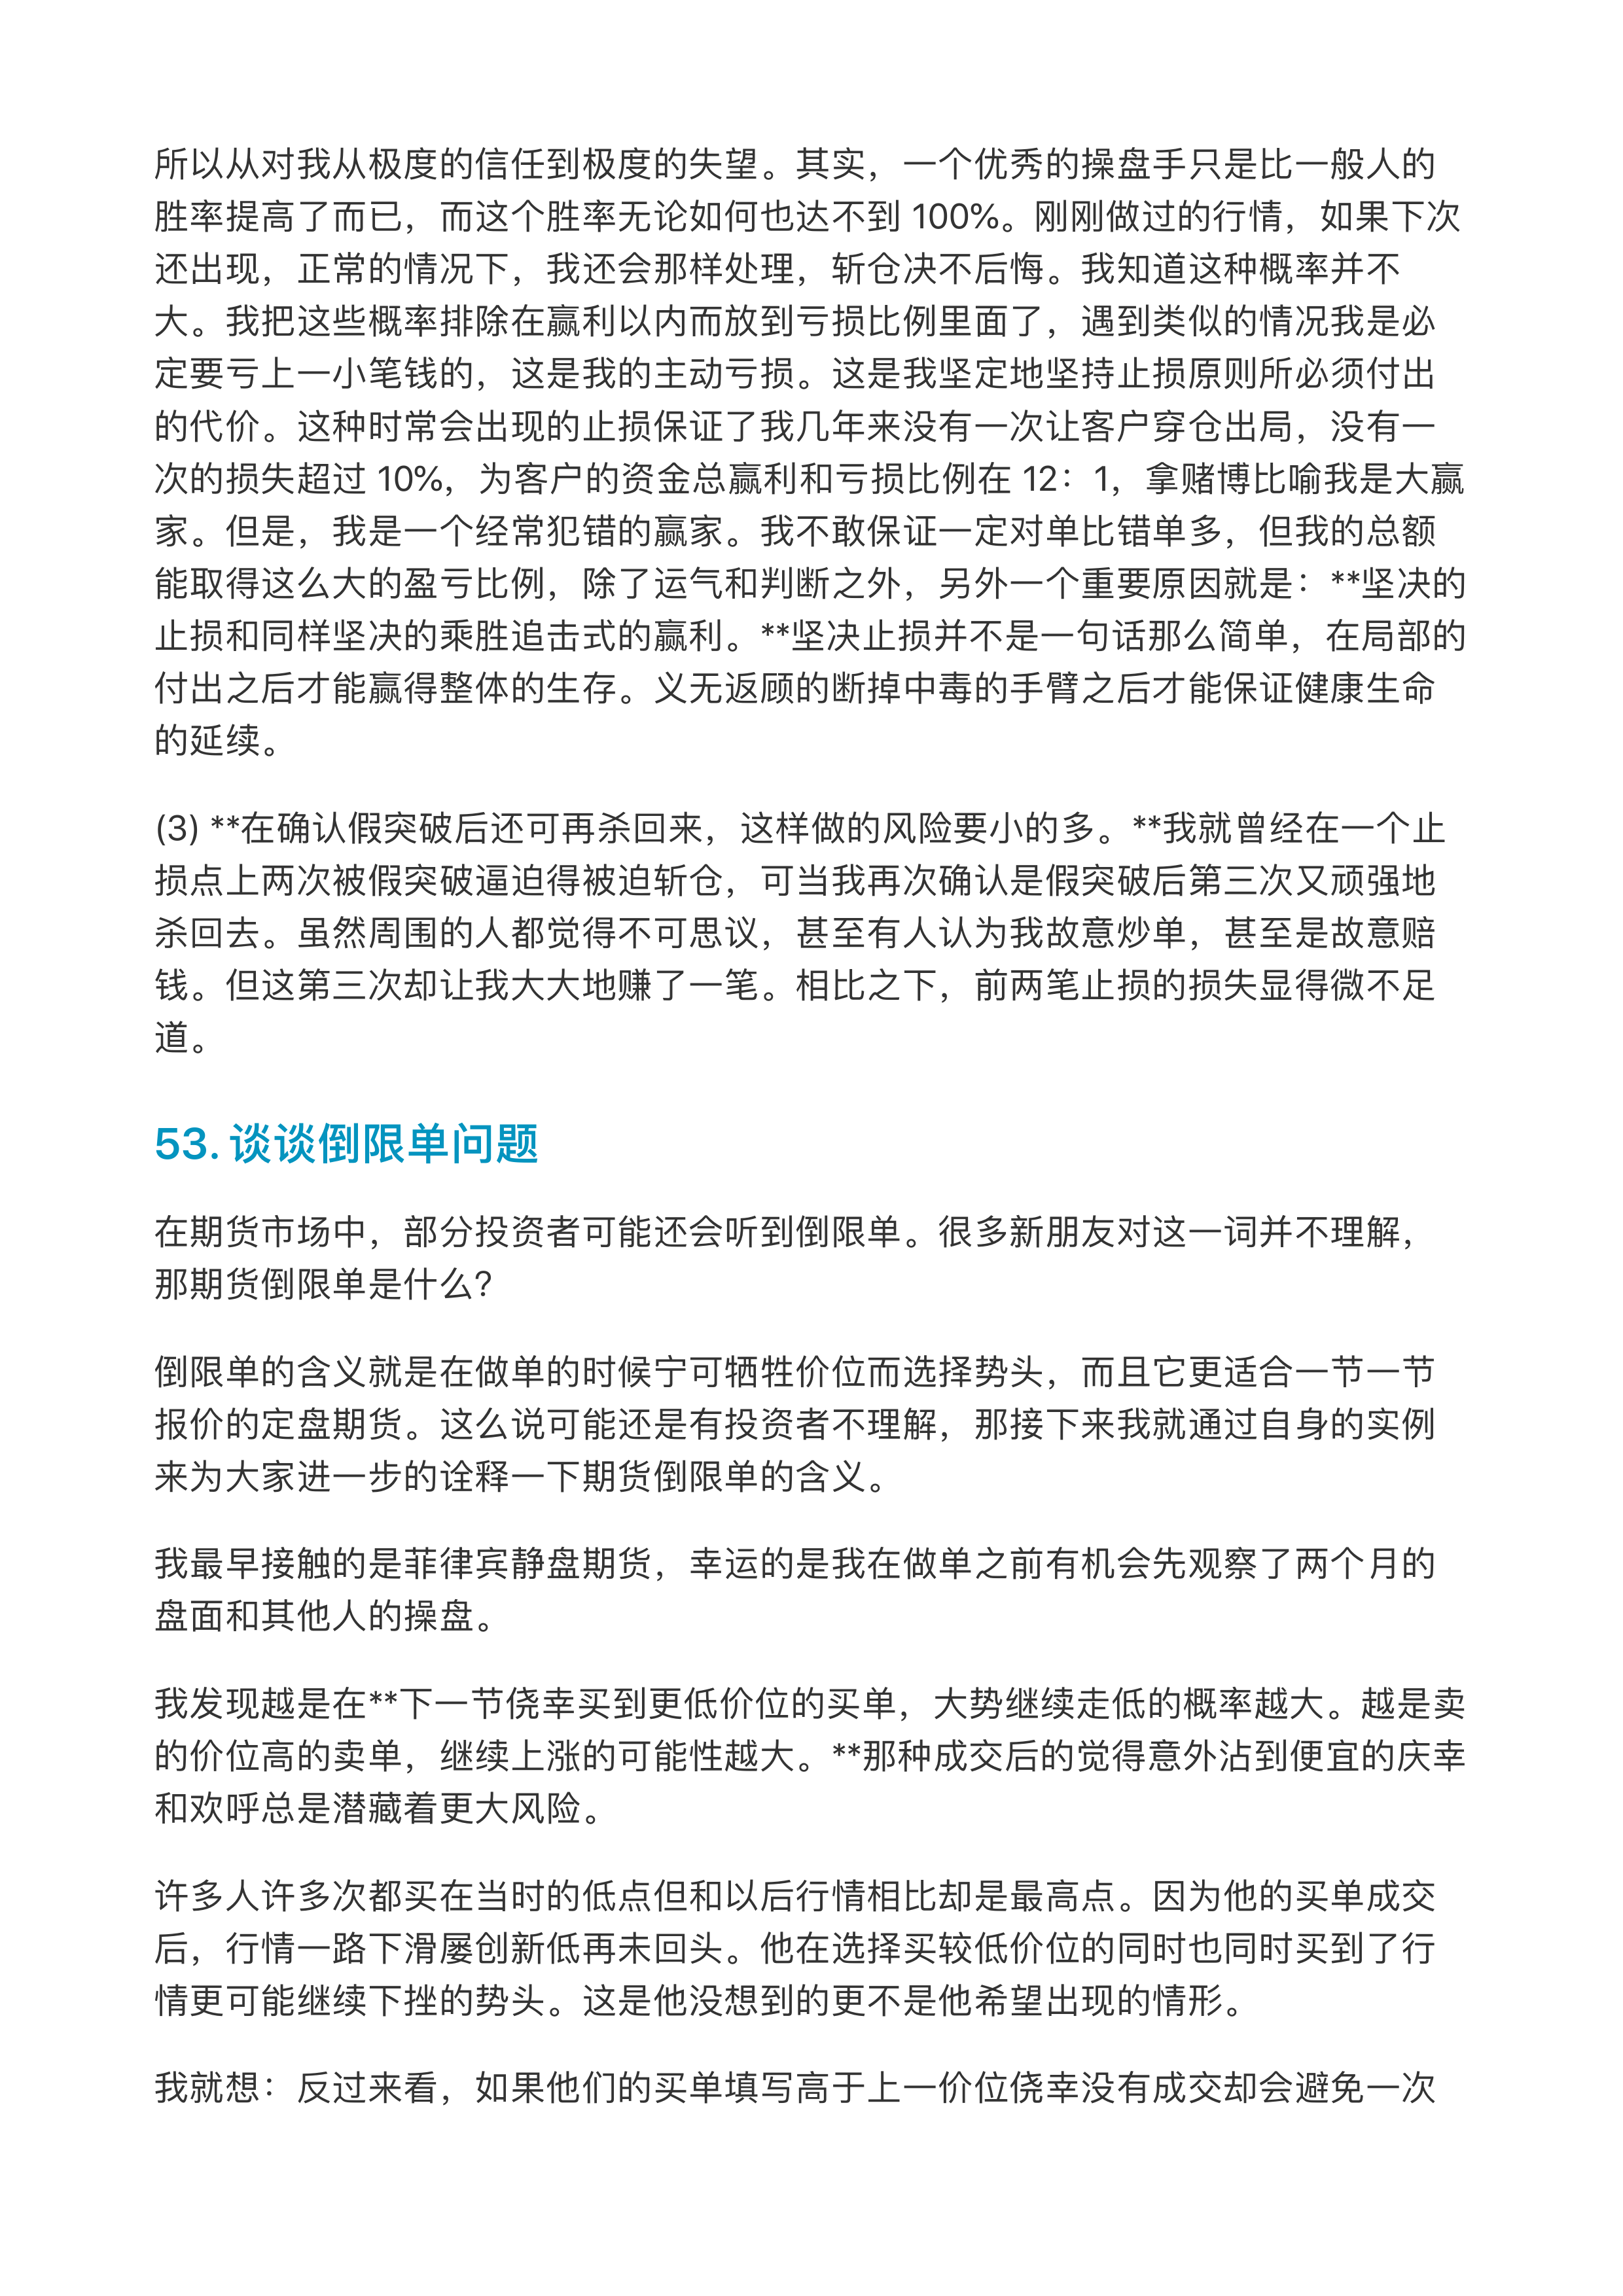 所以从对我从极度的信任到极度的失望。其实，一个优秀的操盘手只是比一般人的
胜率提高了而已，而这个胜率无论如何也达不到 100%。刚刚做过的行情，如果下次
还出现，正常的情况下，我还会那样处理，斩仓决不后悔。我知道这种概率并不
大。我把这些概率排除在赢利以内而放到亏损比例里面了，遇到类似的情况我是必
定要亏上一小笔钱的，这是我的主动亏损。这是我坚定地坚持止损原则所必须付出
的代价。这种时常会出现的止损保证了我几年来没有一次让客户穿仓出局，没有一
次的损失超过 10%，为客户的资金总赢利和亏损比例在 12：1，拿赌博比喻我是大赢
家。但是，我是一个经常犯错的赢家。我不敢保证一定对单比错单多，但我的总额
能取得这么大的盈亏比例，除了运气和判断之外，另外一个重要原因就是：**坚决的
止损和同样坚决的乘胜追击式的赢利。**坚决止损并不是一句话那么简单，在局部的
付出之后才能赢得整体的生存。义无返顾的断掉中毒的手臂之后才能保证健康生命
的延续。
(3) **在确认假突破后还可再杀回来，这样做的风险要小的多。**我就曾经在一个止
损点上两次被假突破逼迫得被迫斩仓，可当我再次确认是假突破后第三次又顽强地
杀回去。虽然周围的人都觉得不可思议，甚至有人认为我故意炒单，甚至是故意赔
钱。但这第三次却让我大大地赚了一笔。相比之下，前两笔止损的损失显得微不足
道。
53. 谈谈倒限单问题
在期货市场中，部分投资者可能还会听到倒限单。很多新朋友对这一词并不理解，
那期货倒限单是什么？
倒限单的含义就是在做单的时候宁可牺牲价位而选择势头，而且它更适合一节一节
报价的定盘期货。这么说可能还是有投资者不理解，那接下来我就通过自身的实例
来为大家进一步的诠释一下期货倒限单的含义。
我最早接触的是菲律宾静盘期货，幸运的是我在做单之前有机会先观察了两个月的
盘面和其他人的操盘。
我发现越是在**下一节侥幸买到更低价位的买单，大势继续走低的概率越大。越是卖
的价位高的卖单，继续上涨的可能性越大。**那种成交后的觉得意外沾到便宜的庆幸
和欢呼总是潜藏着更大风险。
许多人许多次都买在当时的低点但和以后行情相比却是最高点。因为他的买单成交
后，行情一路下滑屡创新低再未回头。他在选择买较低价位的同时也同时买到了行
情更可能继续下挫的势头。这是他没想到的更不是他希望出现的情形。
我就想：反过来看，如果他们的买单填写高于上一价位侥幸没有成交却会避免一次